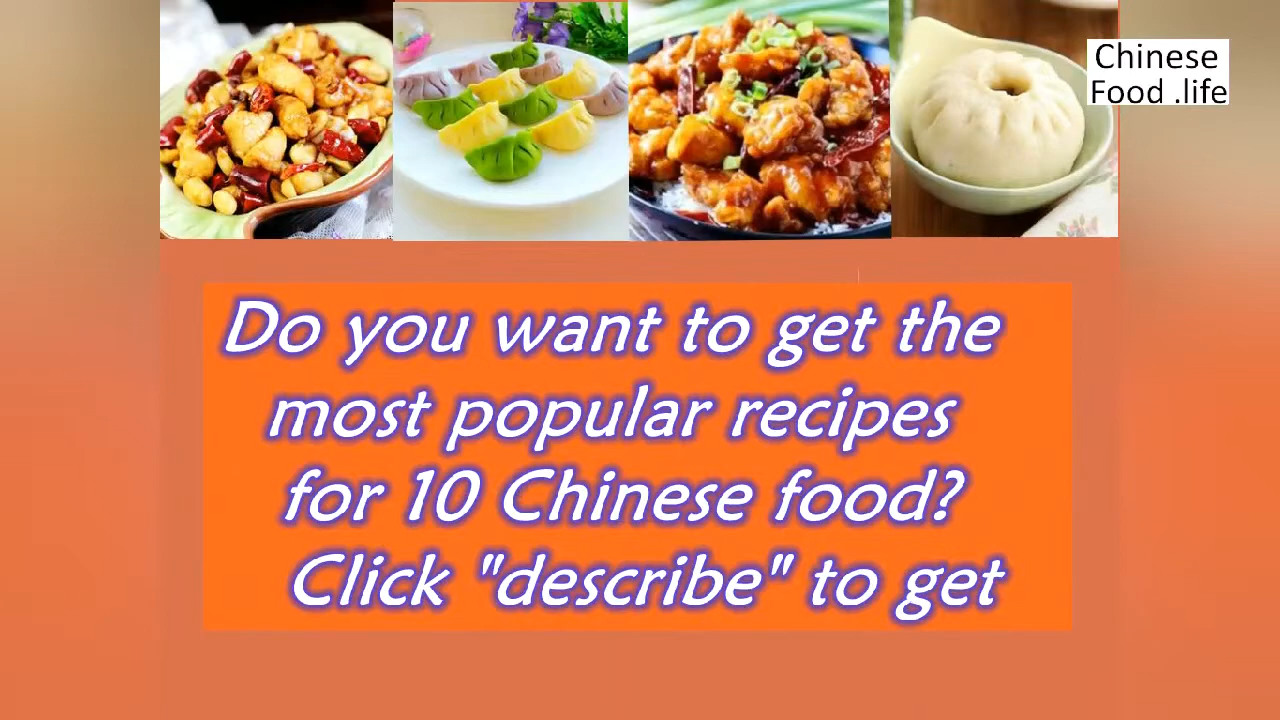 Chinese
Food .life
Do you want to get the
most popular recipes
for 10 Chinese food?
Click "describe" to get